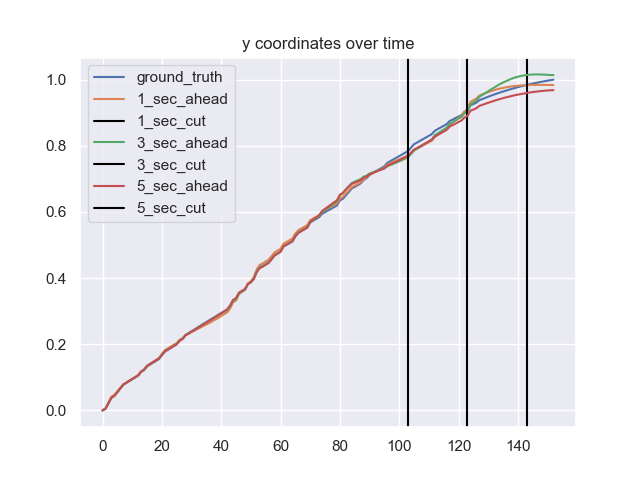 y coordinates over time
1.0
0.8
0.6
0.4
0.2
0.0
ground_truth
1_sec_ahead
1_sec_cut
3_sec_ahead
3_sec_cut
5_sec_ahead
5_sec_cut
0 20 40 60 80 100 120 140